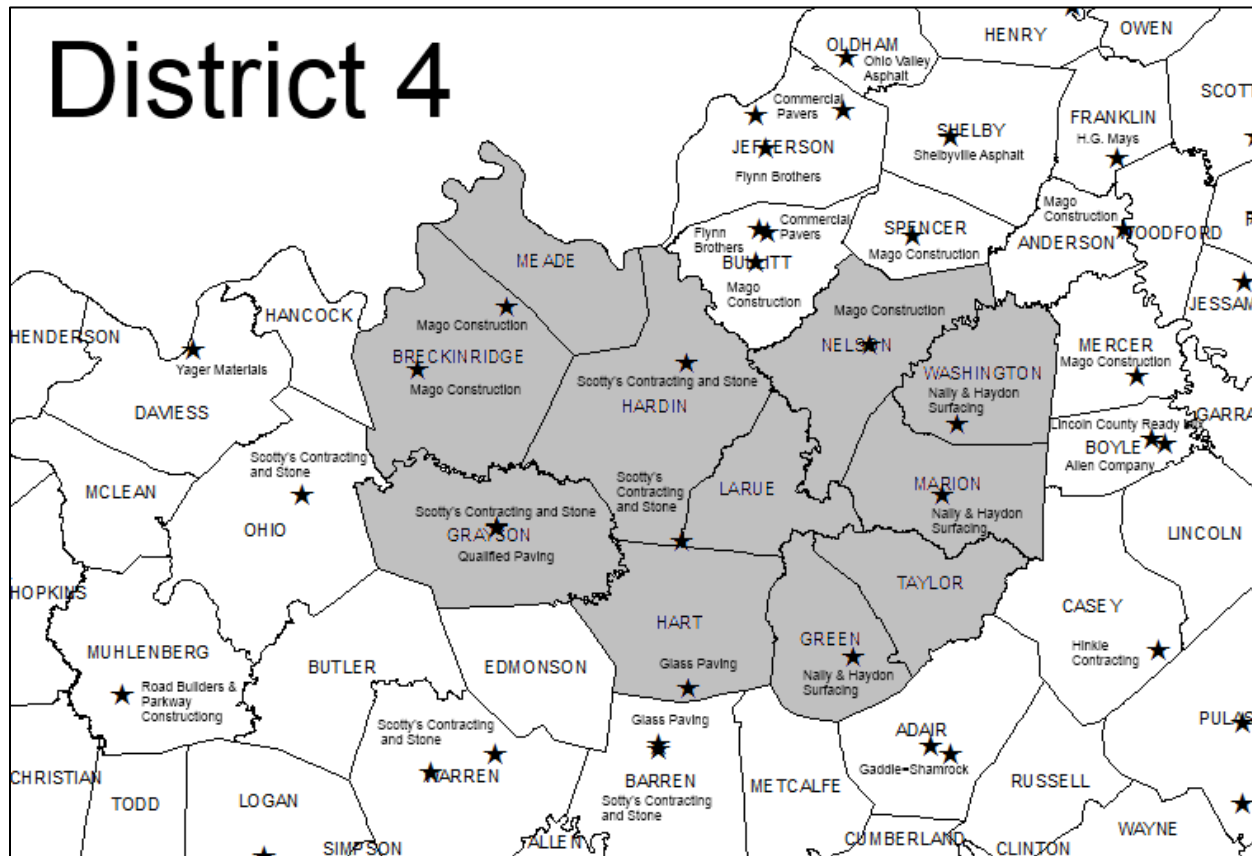 District 4
OLDHAM
Ohio Valley
Asphalt
HENRY
OWEN
SCOTT
Commercial
Pavers
JEFFERSON
Flynn Brothers
SHELBY
Shelbyville Asphalt
FRANKLIN
H.G. Mays
Mago
Construction
ANDERSON
WOODFORD
Flynn
Brothers
Commercial
Pavers
BULLITT
Mago
Construction
SPENCER
Mago Construction
JESSAM
MEADE
Mago Construction
HANCOCK
HENDERSON
Yager Materials
DAVIESS
BRECKINRIDGE
Mago Construction
Mago Construction
NELSON
WASHINGTON
Nally & Haydon
Surfacing
MERCER
Mago Construction
GARRA
Scotty's Contracting and Stone
HARDIN
Lincoln County Ready Mix
BOYLE
Allen Company
Scotty's Contracting
and Stone
OHIO
MCLEAN
Scotty's
Contracting
and Stone
LARUE
MARION
Nally & Haydon
Surfacing
Scotty's Contracting and Stone
GRAYSON
Qualified Paving
LINCOLN
HOPKINS
TAYLOR
CASEY
Hinkle
Contracting
HART
Glass Paving
GREEN
Nally & Haydon
Surfacing
MUHLENBERG
Road Builders &
Parkway
Constructiong
BUTLER
EDMONSON
Scotty's Contracting
and Stone
WARREN
Glass Paving
BARREN
Sotty's Contracting
and Stone
METCALFE
ADAIR
Gaddie-Shamrock
PULAS
RUSSELL
CHRISTIAN
TODD
LOGAN
SIMPSON
ALLEN
CUMBERLAND
CLINTON
WAYNE